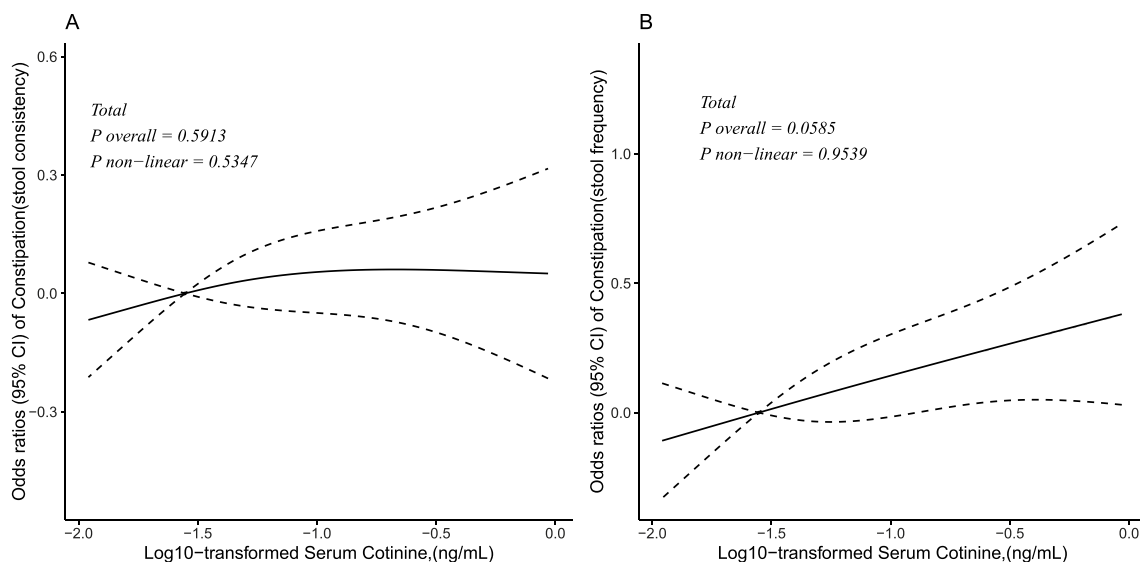 A
Odds ratios (95% CI) of Constipation(stool consistency)
0.6
0.3
0.0
−0.3
Total
P overall = 0.5913
P non−linear = 0.5347
−2.0 −1.5 −1.0 −0.5 0.0
Log10−transformed Serum Cotinine,(ng/mL)
B
Odds ratios (95% CI) of Constipation(stool frequency)
1.0
0.5
0.0
Total
P overall = 0.0585
P non−linear = 0.9539
−2.0 −1.5 −1.0 −0.5 0.0
Log10−transformed Serum Cotinine,(ng/mL)